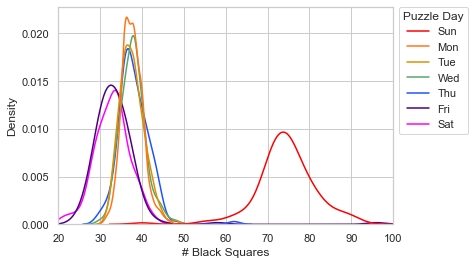 Puzzle Day
Sun
Mon
Tue
Wed
Thu
Fri
Sat
Density
0.020
0.015
0.010
0.005
0.000
20 30 40 50 60 70 80 90 100
# Black Squares